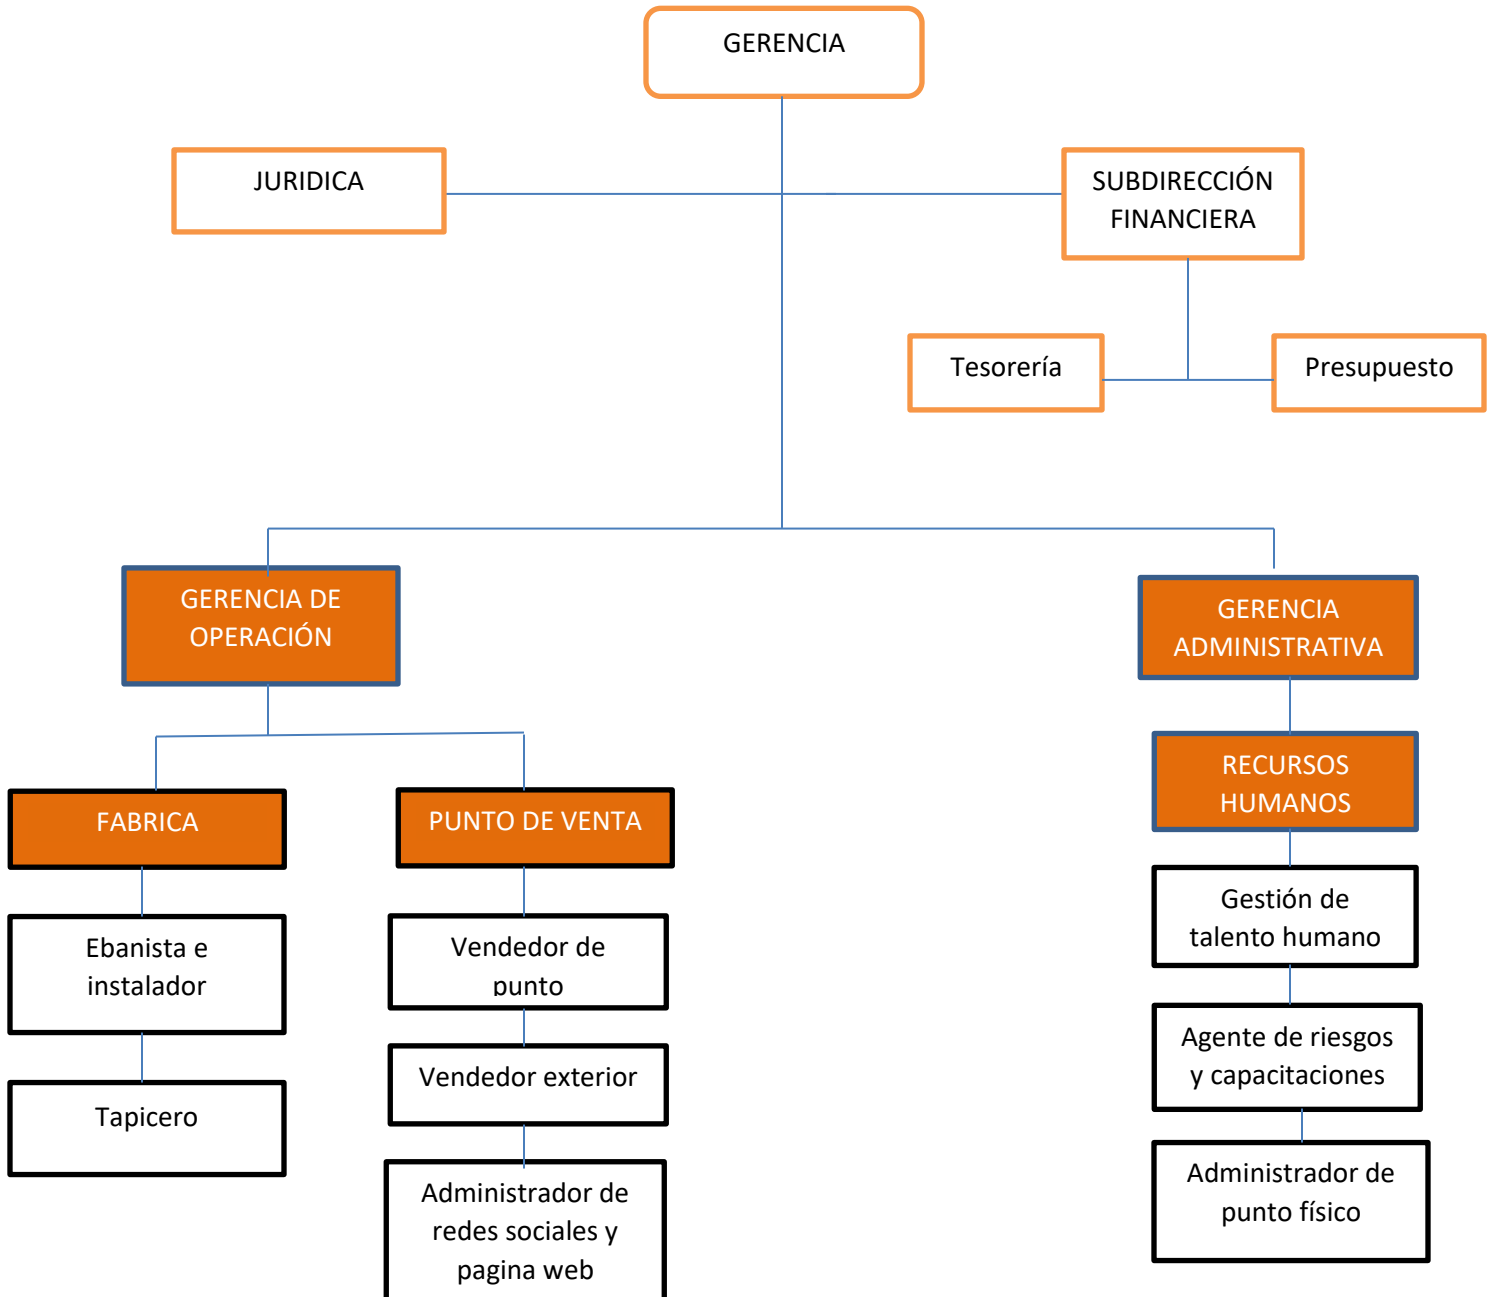 GERENCIA
JURIDICA
SUBDIRECCIÓN
FINANCIERA
Tesorería
Presupuesto
GERENCIA DE
OPERACIÓN
GERENCIA
ADMINISTRATIVA
RECURSOS
HUMANOS
FABRICA
PUNTO DE VENTA
Gestión de
talento humano
Ebanista e
instalador
Vendedor de
punto
Agente de riesgos
y capacitaciones
Vendedor exterior
Tapicero
Administrador de
redes sociales y
pagina web
Administrador de
punto físico